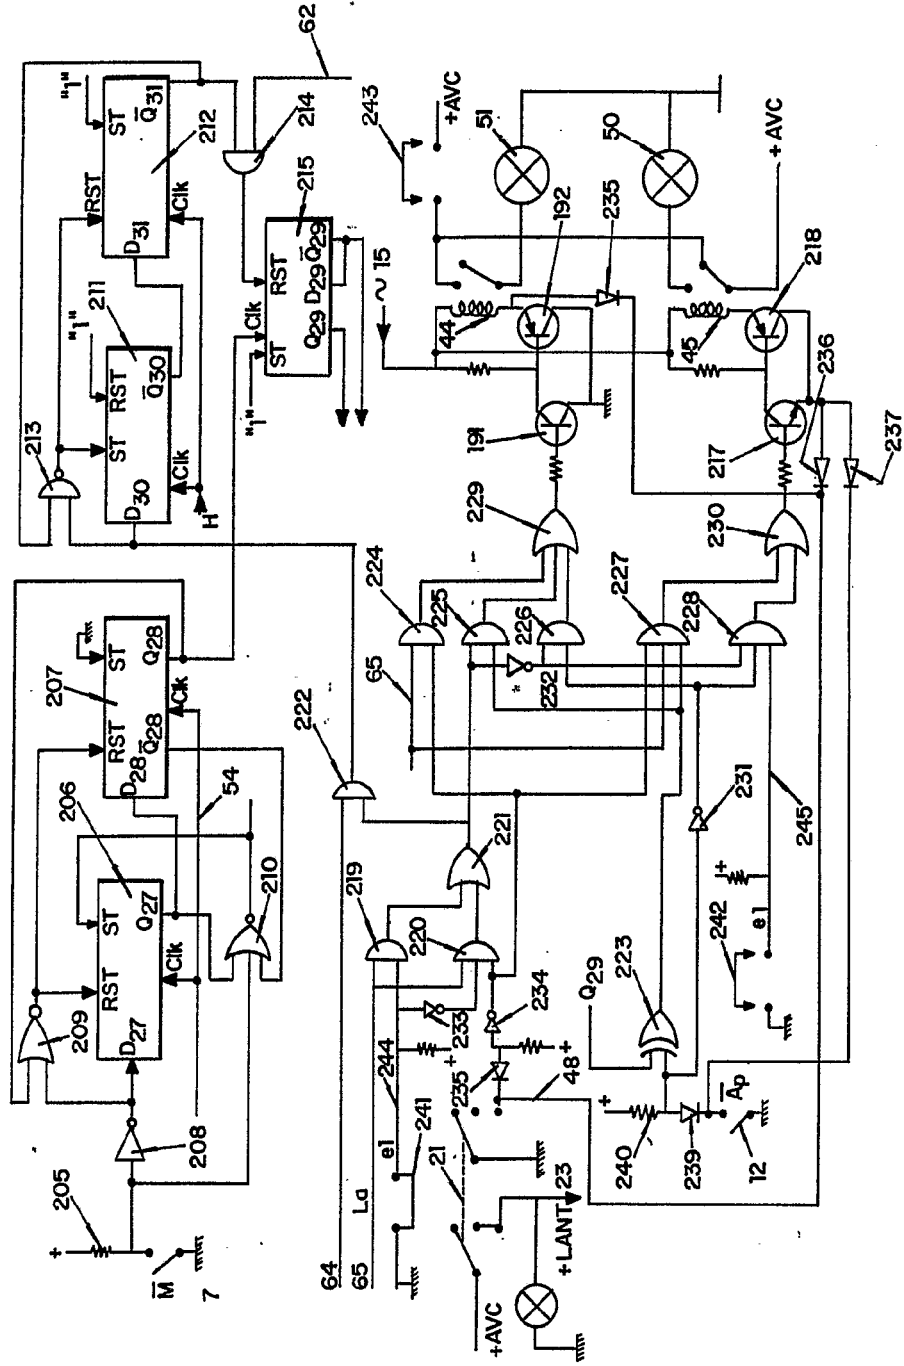 62
243
"1"
Q̄31
ST
212
RST
D31
Clk
214
215
+AVC
51
50
+AVC
211
"1"
RST
Q̄30
ST
213
D30
Clk
H
Clk
RST
Q̄29
D29
Q29
ST
"1"
~ 15
192
235
218
44
45
236
191
217
237
229
230
207
ST
Q28
RST
Q̄28
D28
Clk
224
225
226
227
228
65
232
*
222
206
54
231
245
ST
Q27
RST
D27
Clk
210
221
219
220
209
208
Q29
223
242
e1
+
205
+
M̄
7
244
233
234
+
+
235
48
241
e1
21
La
64
65
+LANT
23
+AVC
+
240
239
Āp
12